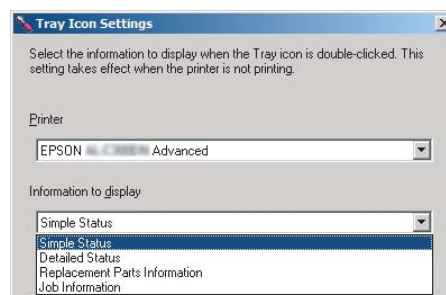 Tray Icon Settings
Select the information to display when the Tray icon is double-clicked. This
setting takes effect when the printer is not printing.
Printer
EPSON Advanced
Information to display
Simple Status
Simple Status
Detailed Status
Replacement Parts Information
Job Information